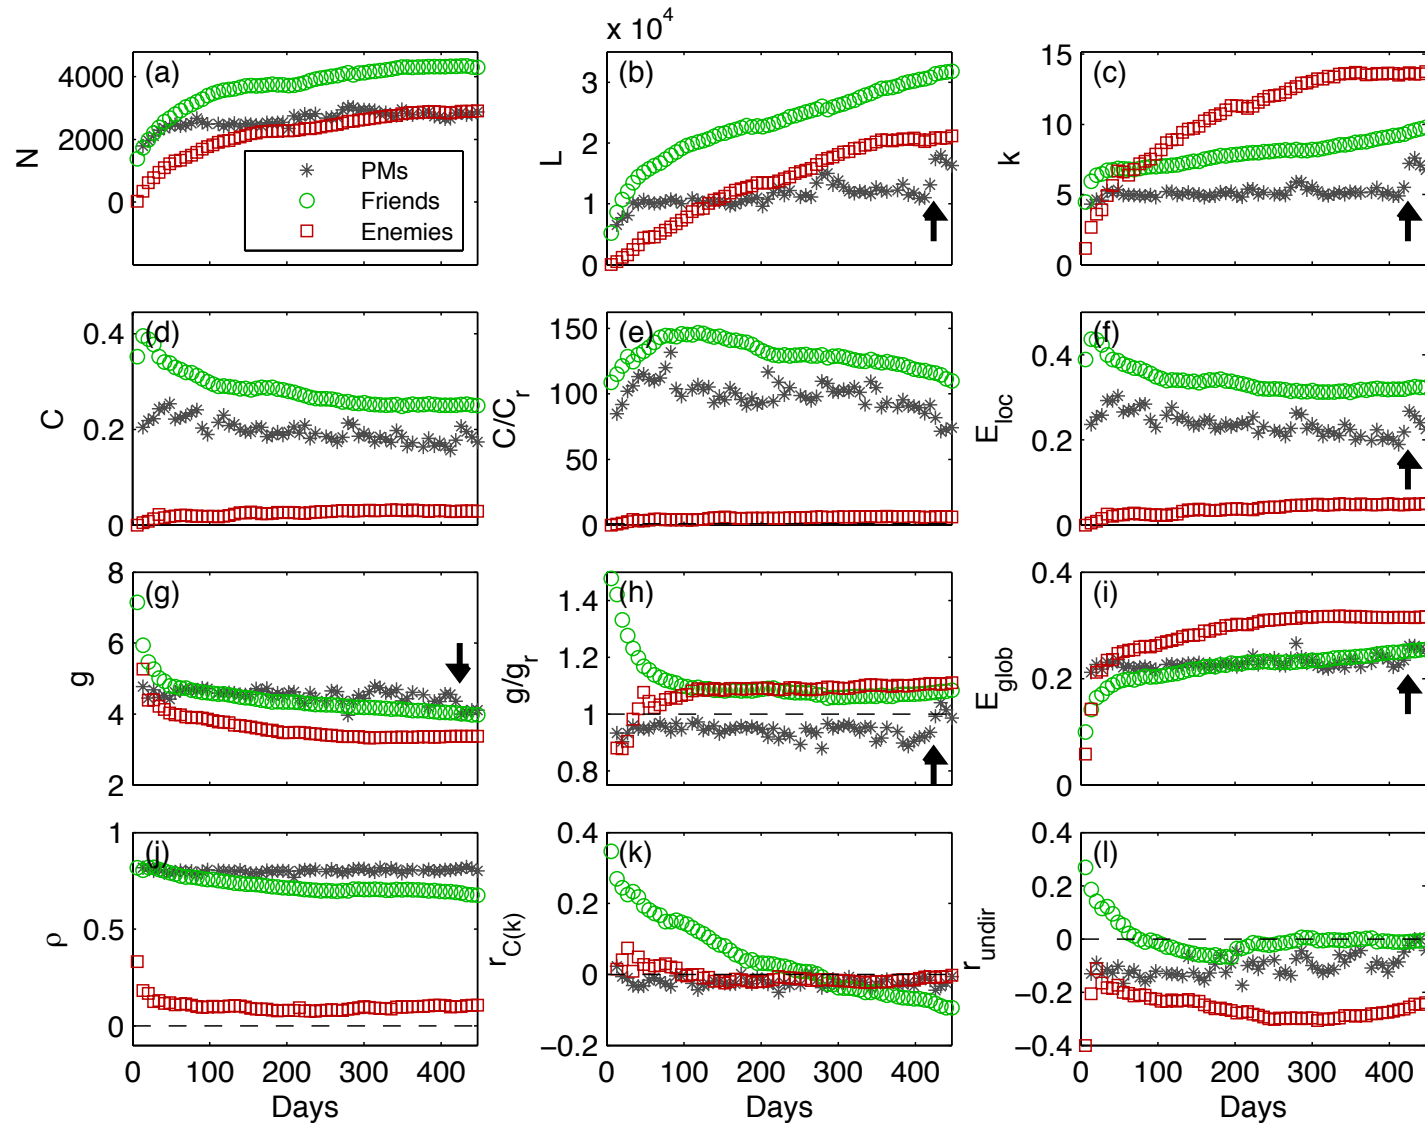 x 10^4
(a)
4000
2000
0
N
PMs
Friends
Enemies
(b)
3
2
1
0
L
(c)
15
10
5
0
k
(d)
0.4
0.2
0
C
(e)
150
100
50
0
C/C_r
(f)
0.4
0.2
0
E_loc
(g)
8
6
4
2
g
(h)
1.4
1.2
1
0.8
g/g_r
(i)
0.4
0.2
0
E_glob
(j)
1
0.5
0
ρ
0 100 200 300 400
Days
(k)
0.4
0.2
0
−0.2
r_C(k)
0 100 200 300 400
Days
(l)
0.4
0.2
0
−0.2
−0.4
r_undir
0 100 200 300 400
Days